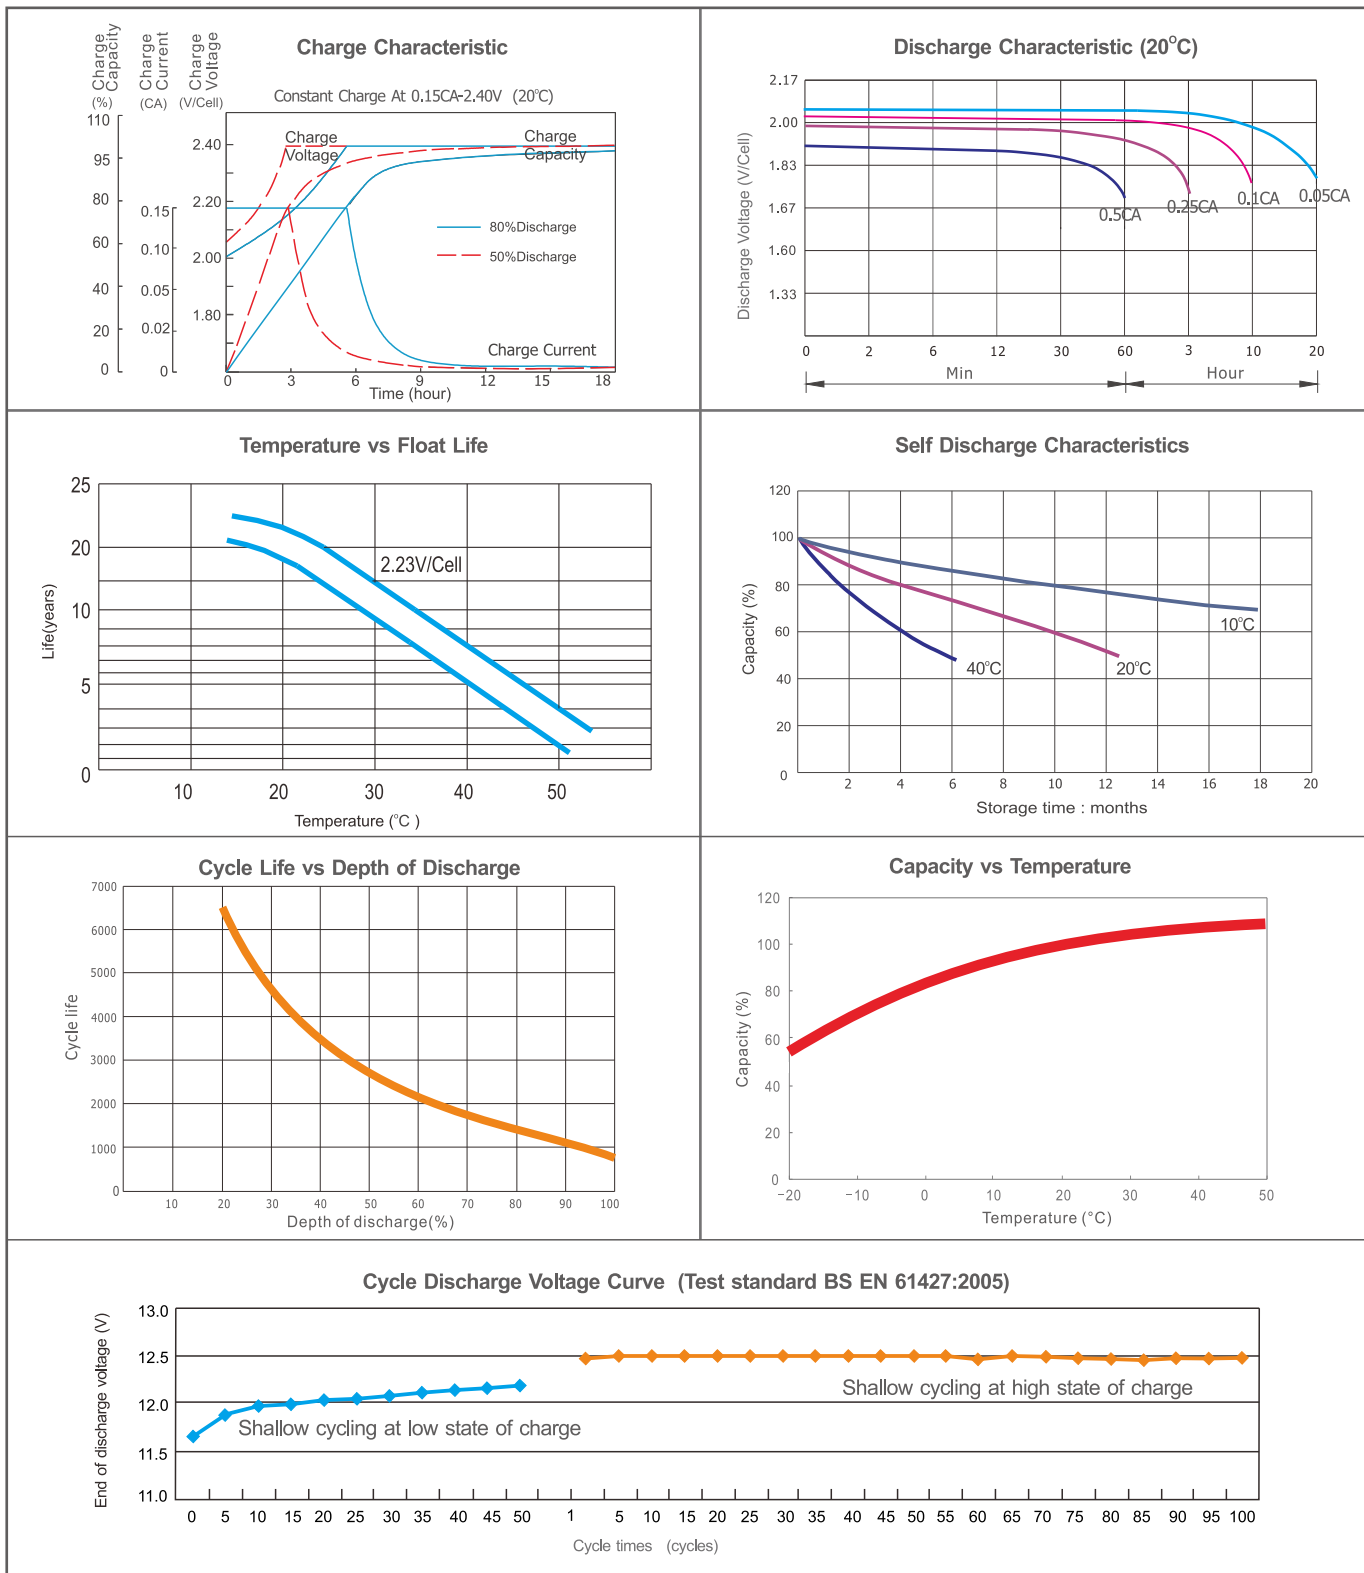 Charge Characteristic
Charge Capacity
Charge Current
Charge Voltage
(%) (CA) (V/Cell)
Constant Charge At 0.15CA-2.40V (20°C)
110
95
80
60
40
20
0
0.15
0.10
0.05
0.02
0
2.40
2.20
2.00
1.80
Charge Voltage
Charge Capacity
80%Discharge
50%Discharge
Charge Current
0 3 6 9 12 15 18
Time (hour)
Discharge Characteristic (20°C)
Discharge Voltage (V/Cell)
2.17
2.00
1.83
1.67
1.60
1.33
0.5CA 0.25CA 0.1CA 0.05CA
0 2 6 12 30 60 3 10 20
Min Hour
Temperature vs Float Life
Life(years)
25
20
10
5
0
2.23V/Cell
10 20 30 40 50
Temperature (°C )
Self Discharge Characteristics
Capacity (%)
120
100
80
60
40
20
0
40°C 20°C 10°C
2 4 6 8 10 12 14 16 18 20
Storage time : months
Cycle Life vs Depth of Discharge
Cycle life
7000
6000
5000
4000
3000
2000
1000
0
10 20 30 40 50 60 70 80 90 100
Depth of discharge(%)
Capacity vs Temperature
Capacity (%)
120
100
80
60
40
20
0
−20 −10 0 10 20 30 40 50
Temperature (°C)
Cycle Discharge Voltage Curve (Test standard BS EN 61427:2005)
End of discharge voltage (V)
13.0
12.5
12.0
11.5
11.0
Shallow cycling at low state of charge
Shallow cycling at high state of charge
0 5 10 15 20 25 30 35 40 45 50 1 5 10 15 20 25 30 35 40 45 50 55 60 65 70 75 80 85 90 95 100
Cycle times (cycles)